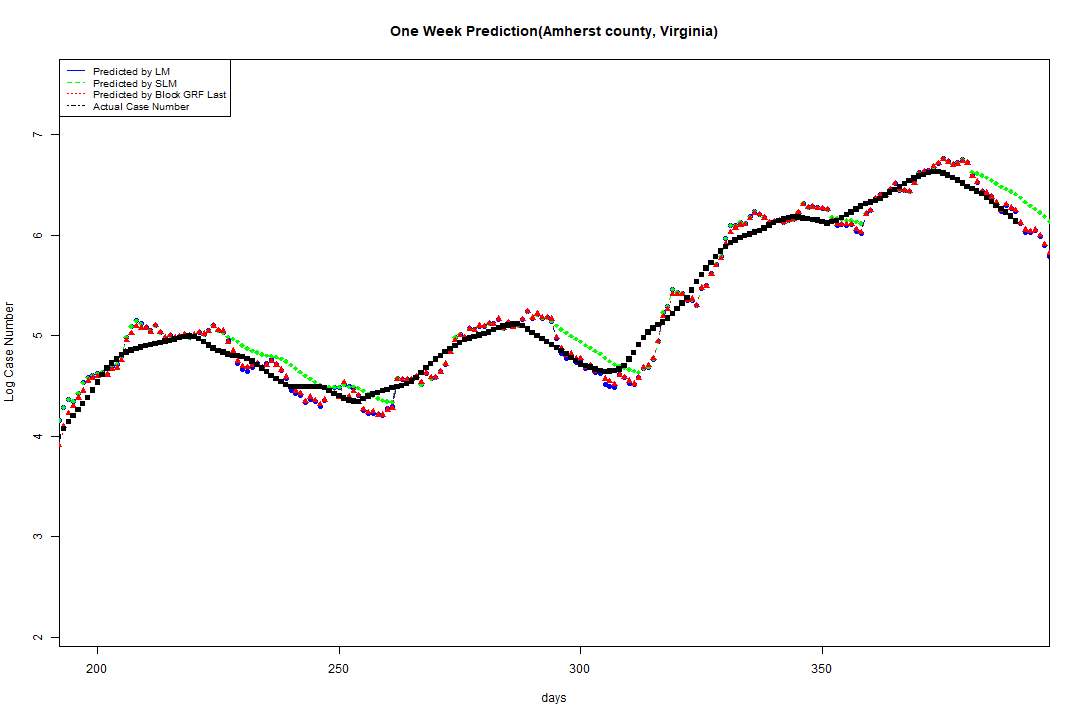 One Week Prediction(Amherst county, Virginia)
Predicted by LM
Predicted by SLM
Predicted by Block GRF Last
Actual Case Number
7
6
5
4
3
2
Log Case Number
200 250 300 350
days